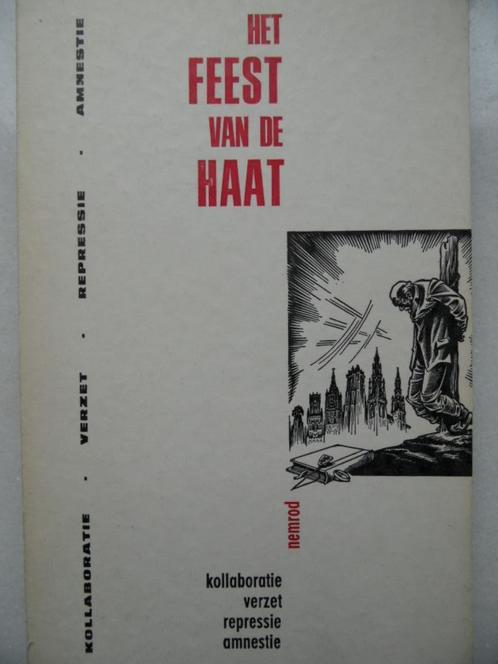 HET
FEEST
VAN DE
HAAT
KOLLABORATIE · VERZET · REPRESSIE · AMNESTIE
nemrod
kollaboratie
verzet
repressie
amnestie